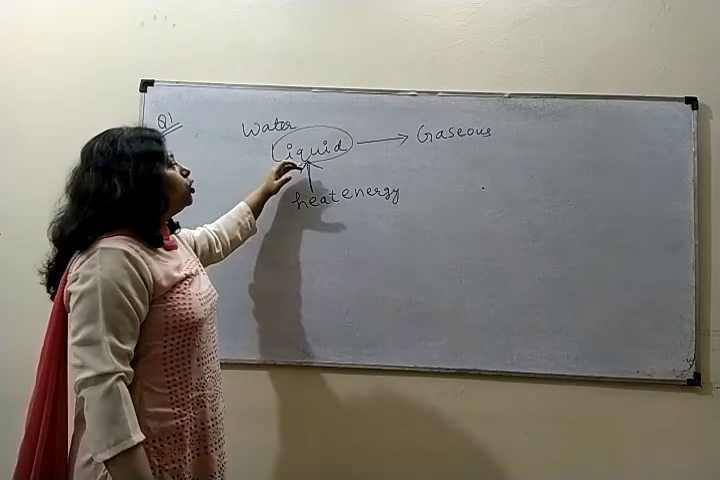 Q1
Water
Liquid → Gaseous
heat energy